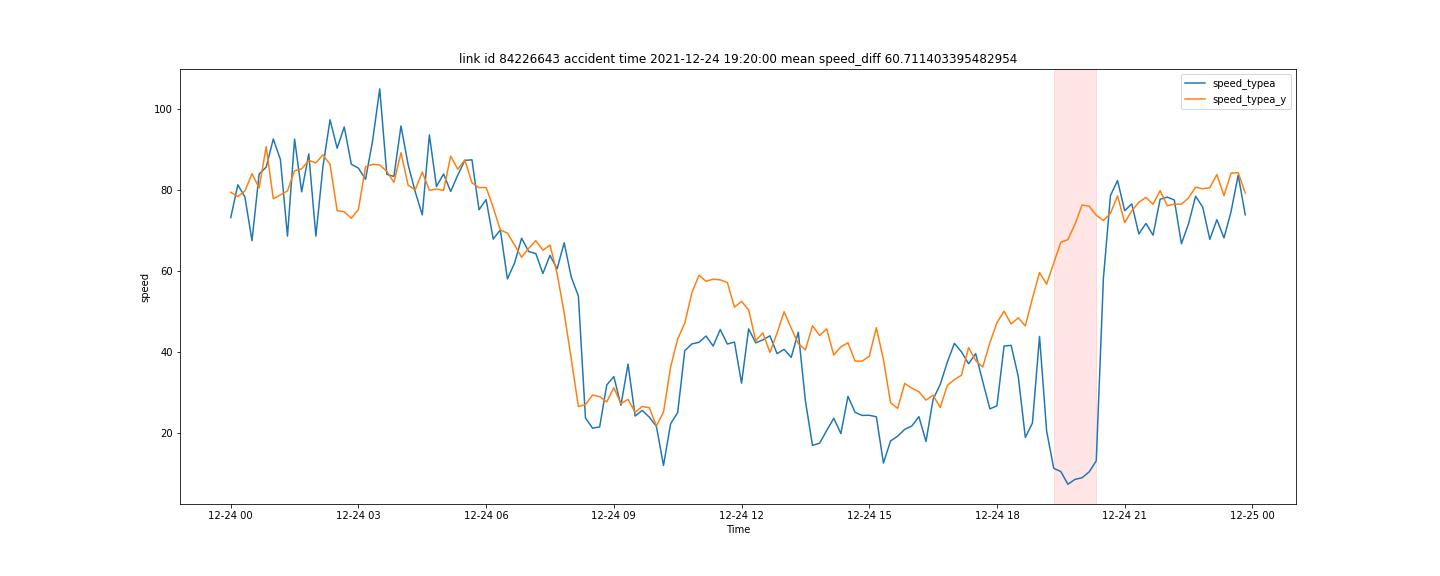 link id 84226643 accident time 2021-12-24 19:20:00 mean speed_diff 60.711403395482954
speed_typea
speed_typea_y
100
80
60
40
20
speed
12-24 00
12-24 03
12-24 06
12-24 09
12-24 12
12-24 15
12-24 18
12-24 21
12-25 00
Time